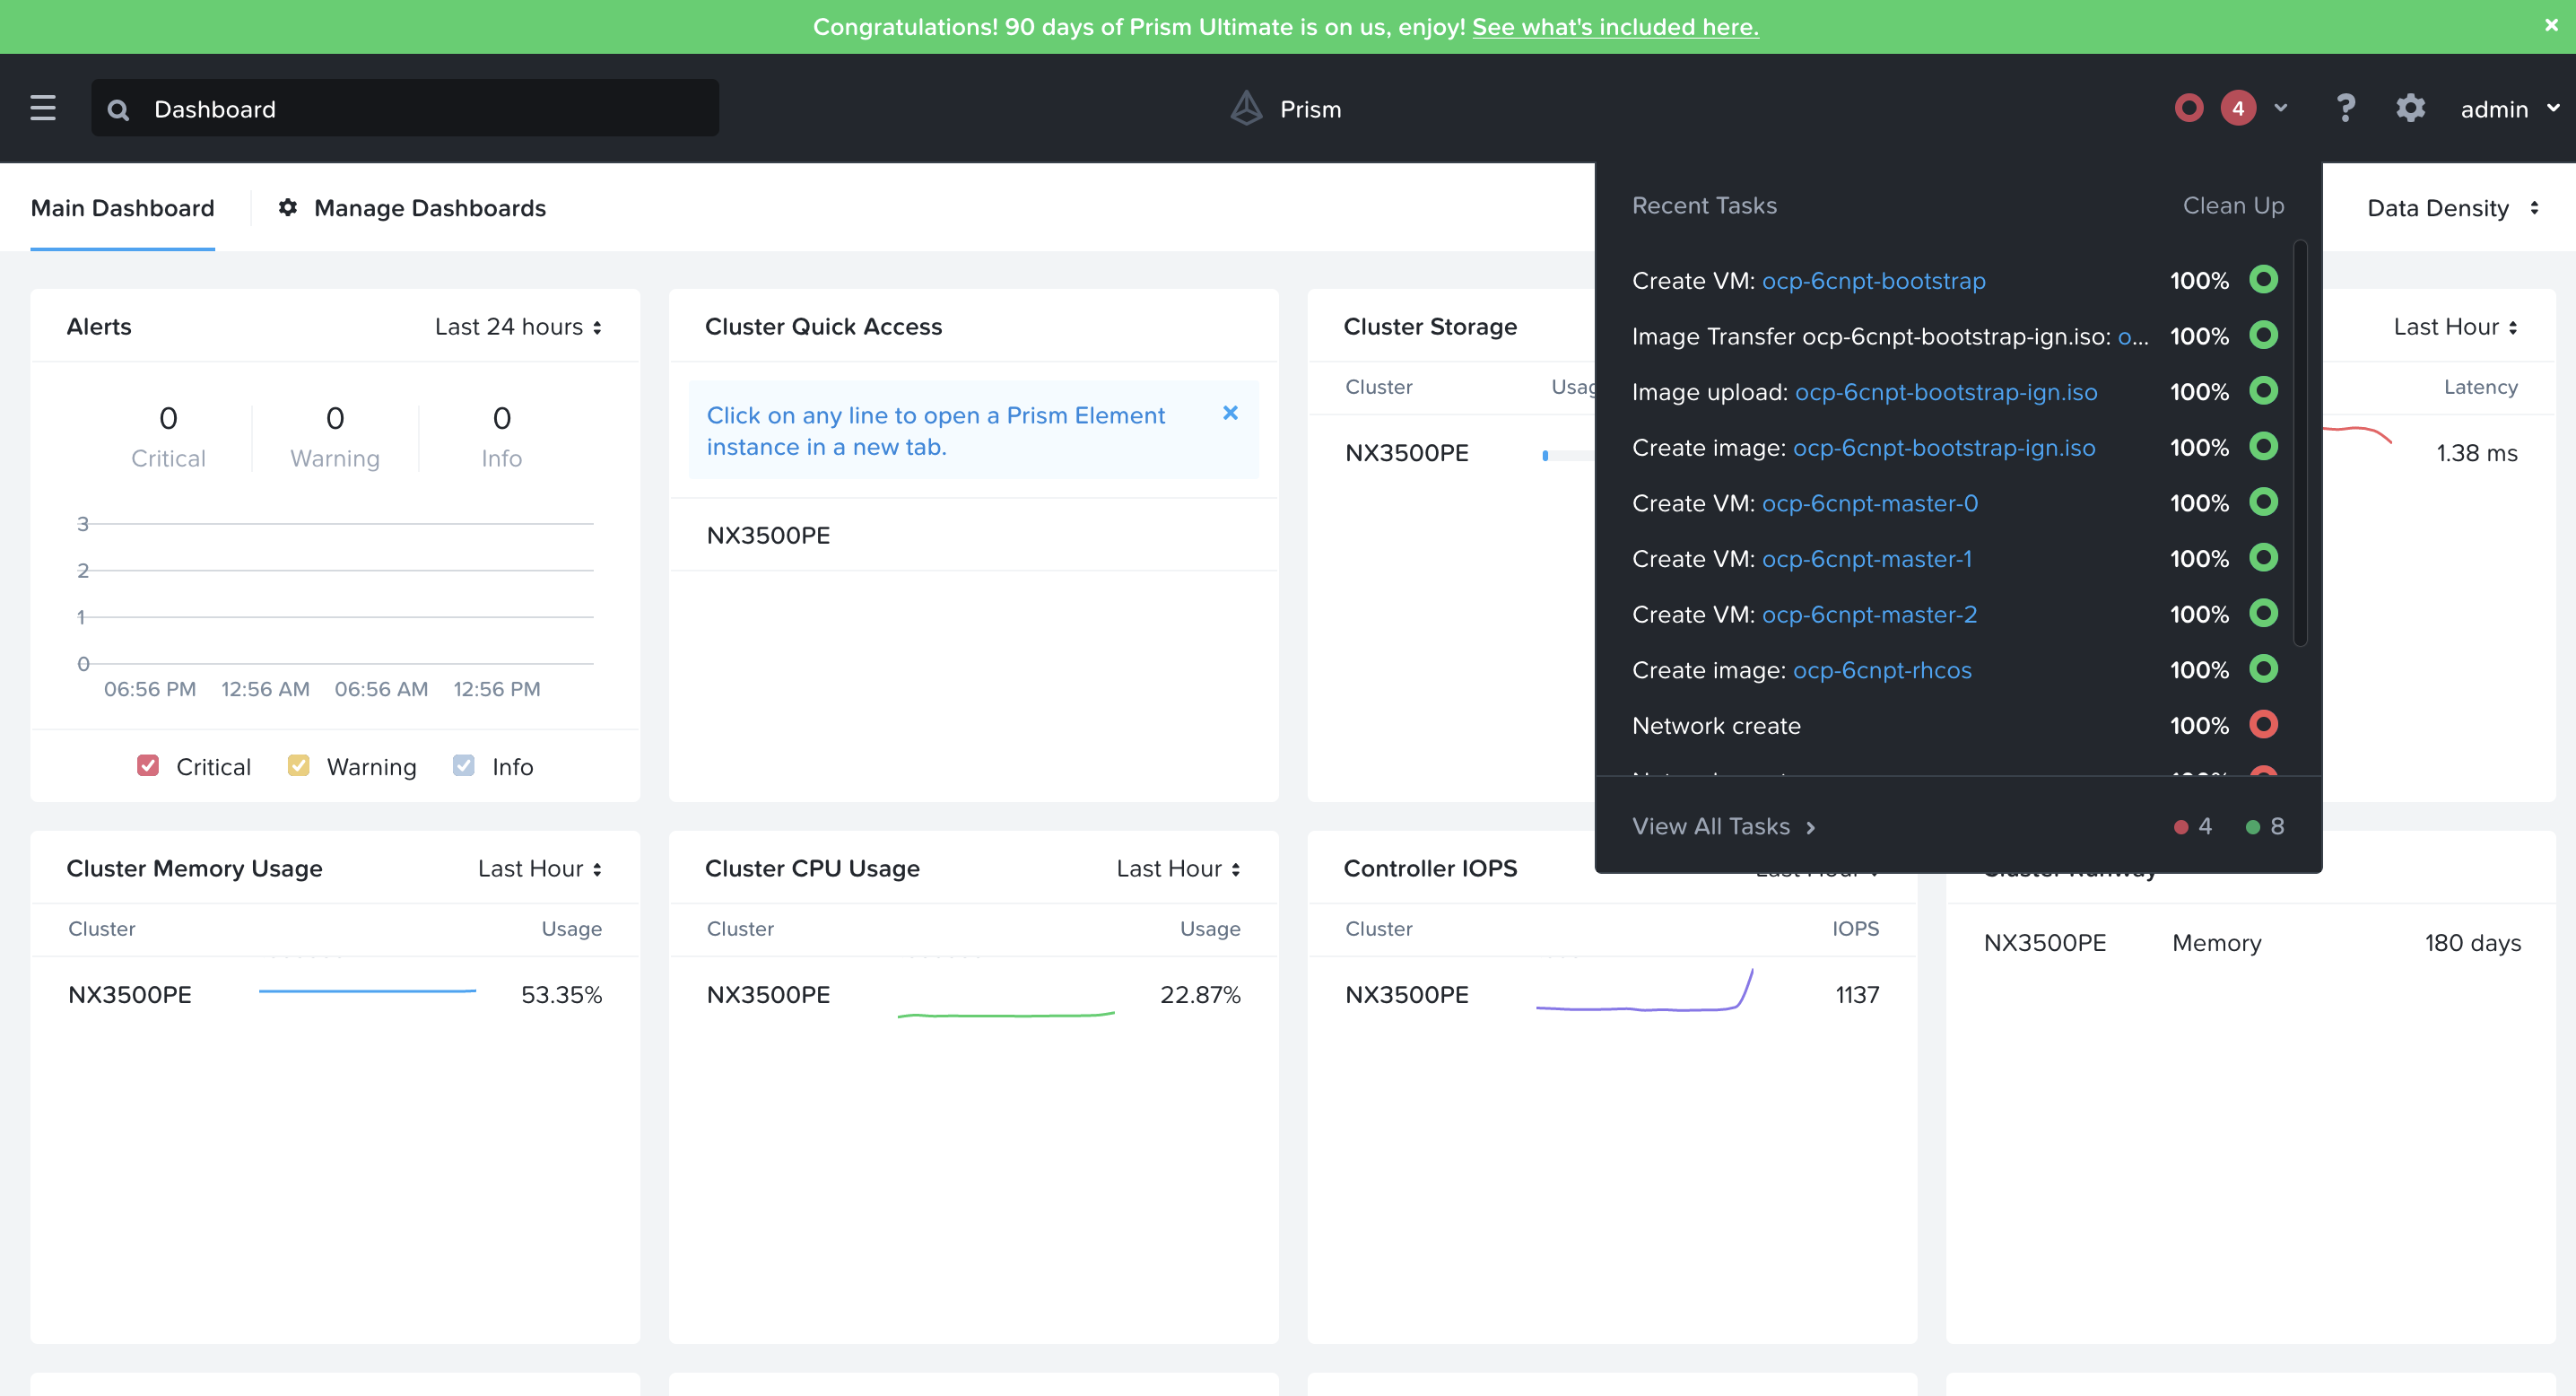 Congratulations! 90 days of Prism Ultimate is on us, enjoy! See what's included here.
Dashboard
Prism
4
?
admin
Main Dashboard
Manage Dashboards
Data Density
Recent Tasks
Clean Up
Create VM: ocp-6cnpt-bootstrap 100%
Image Transfer ocp-6cnpt-bootstrap-ign.iso: o... 100%
Image upload: ocp-6cnpt-bootstrap-ign.iso 100%
Create image: ocp-6cnpt-bootstrap-ign.iso 100%
Create VM: ocp-6cnpt-master-0 100%
Create VM: ocp-6cnpt-master-1 100%
Create VM: ocp-6cnpt-master-2 100%
Create image: ocp-6cnpt-rhcos 100%
Network create 100%
View All Tasks
4 8
Alerts
Last 24 hours
0 0 0
Critical Warning Info
3
2
1
0
06:56 PM 12:56 AM 06:56 AM 12:56 PM
Critical Warning Info
Cluster Quick Access
Click on any line to open a Prism Element
instance in a new tab.
NX3500PE
Cluster Storage
Cluster
NX3500PE
Last Hour
Latency
1.38 ms
Cluster Memory Usage
Last Hour
Cluster Usage
NX3500PE 53.35%
Cluster CPU Usage
Last Hour
Cluster Usage
NX3500PE 22.87%
Controller IOPS
Cluster IOPS
NX3500PE 1137
NX3500PE Memory 180 days